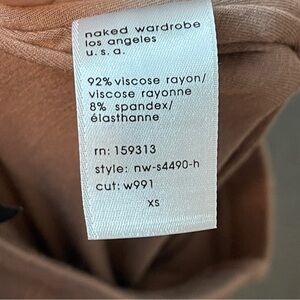 naked wardrobe
los angeles
u.s.a.
92% viscose rayon/
viscose rayonne
8% spandex/
élasthanne
rn: 159313
style: nw-s4490-h
cut: w991
xs